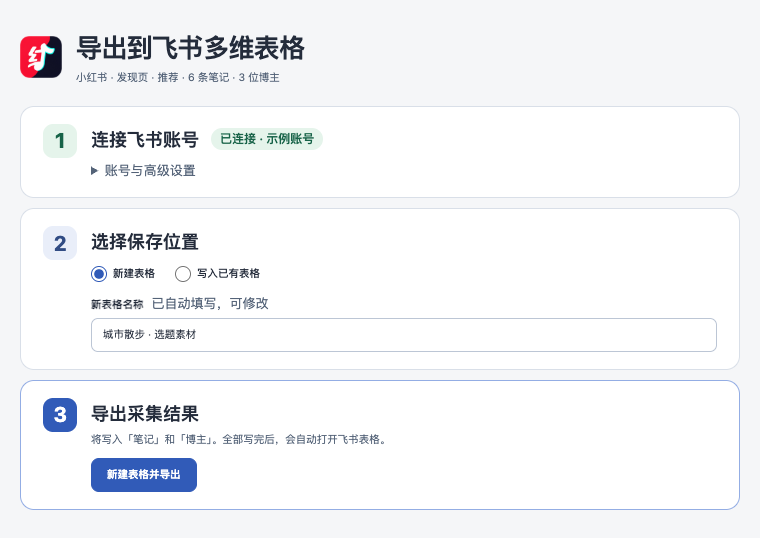 导出到飞书多维表格
小红书 · 发现页 · 推荐 · 6 条笔记 · 3 位博主
1 连接飞书账号 已连接 · 示例账号
▶ 账号与高级设置
2 选择保存位置
新建表格 写入已有表格
新表格名称 已自动填写，可修改
城市散步 · 选题素材
3 导出采集结果
将写入「笔记」和「博主」。全部写完后，会自动打开飞书表格。
新建表格并导出